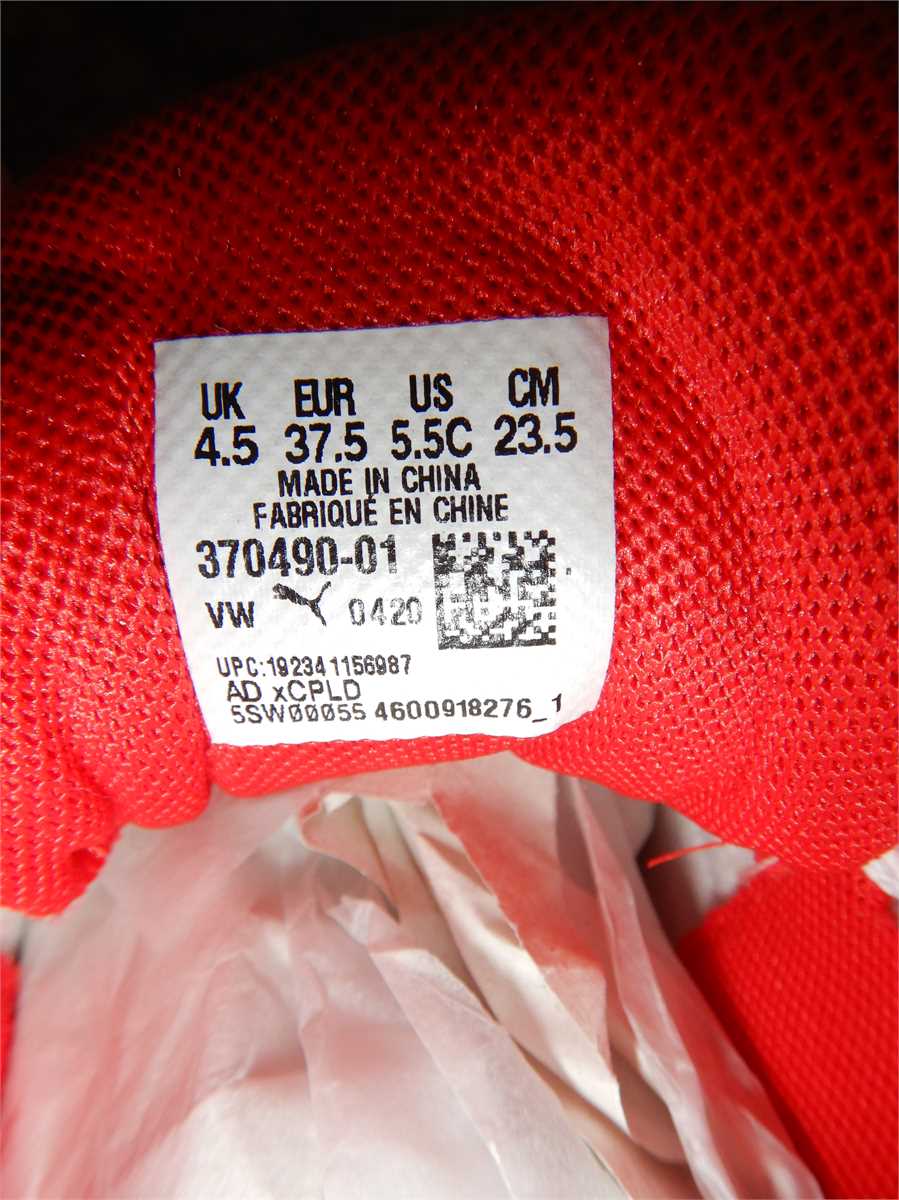 UK EUR US CM
4.5 37.5 5.5C 23.5
MADE IN CHINA
FABRIQUÉ EN CHINE
370490-01
VW 0420
UPC:192341156987
AD xCPLD
5SW00055 4600918276_1